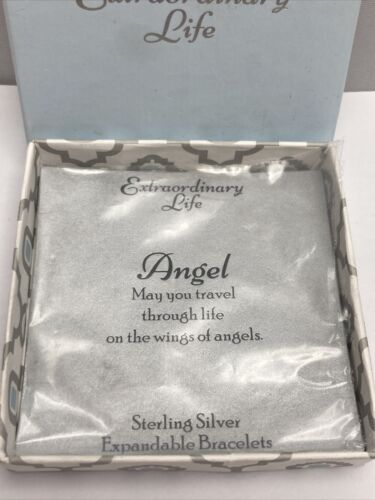 Extraordinary
Life
Extraordinary
Life
Angel
May you travel
through life
on the wings of angels.
Sterling Silver
Expandable Bracelets